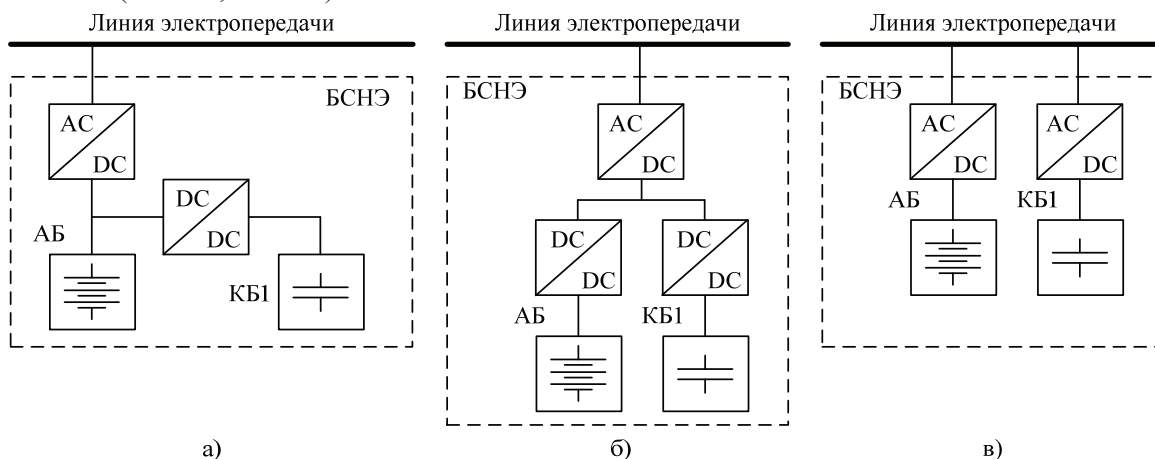 Линия электропередачи
БСНЭ
AC
DC
DC
DC
АБ
КБ1
а)
Линия электропередачи
БСНЭ
AC
DC
DC
DC
DC
DC
АБ
КБ1
б)
Линия электропередачи
БСНЭ
AC
DC
AC
DC
АБ
КБ1
в)